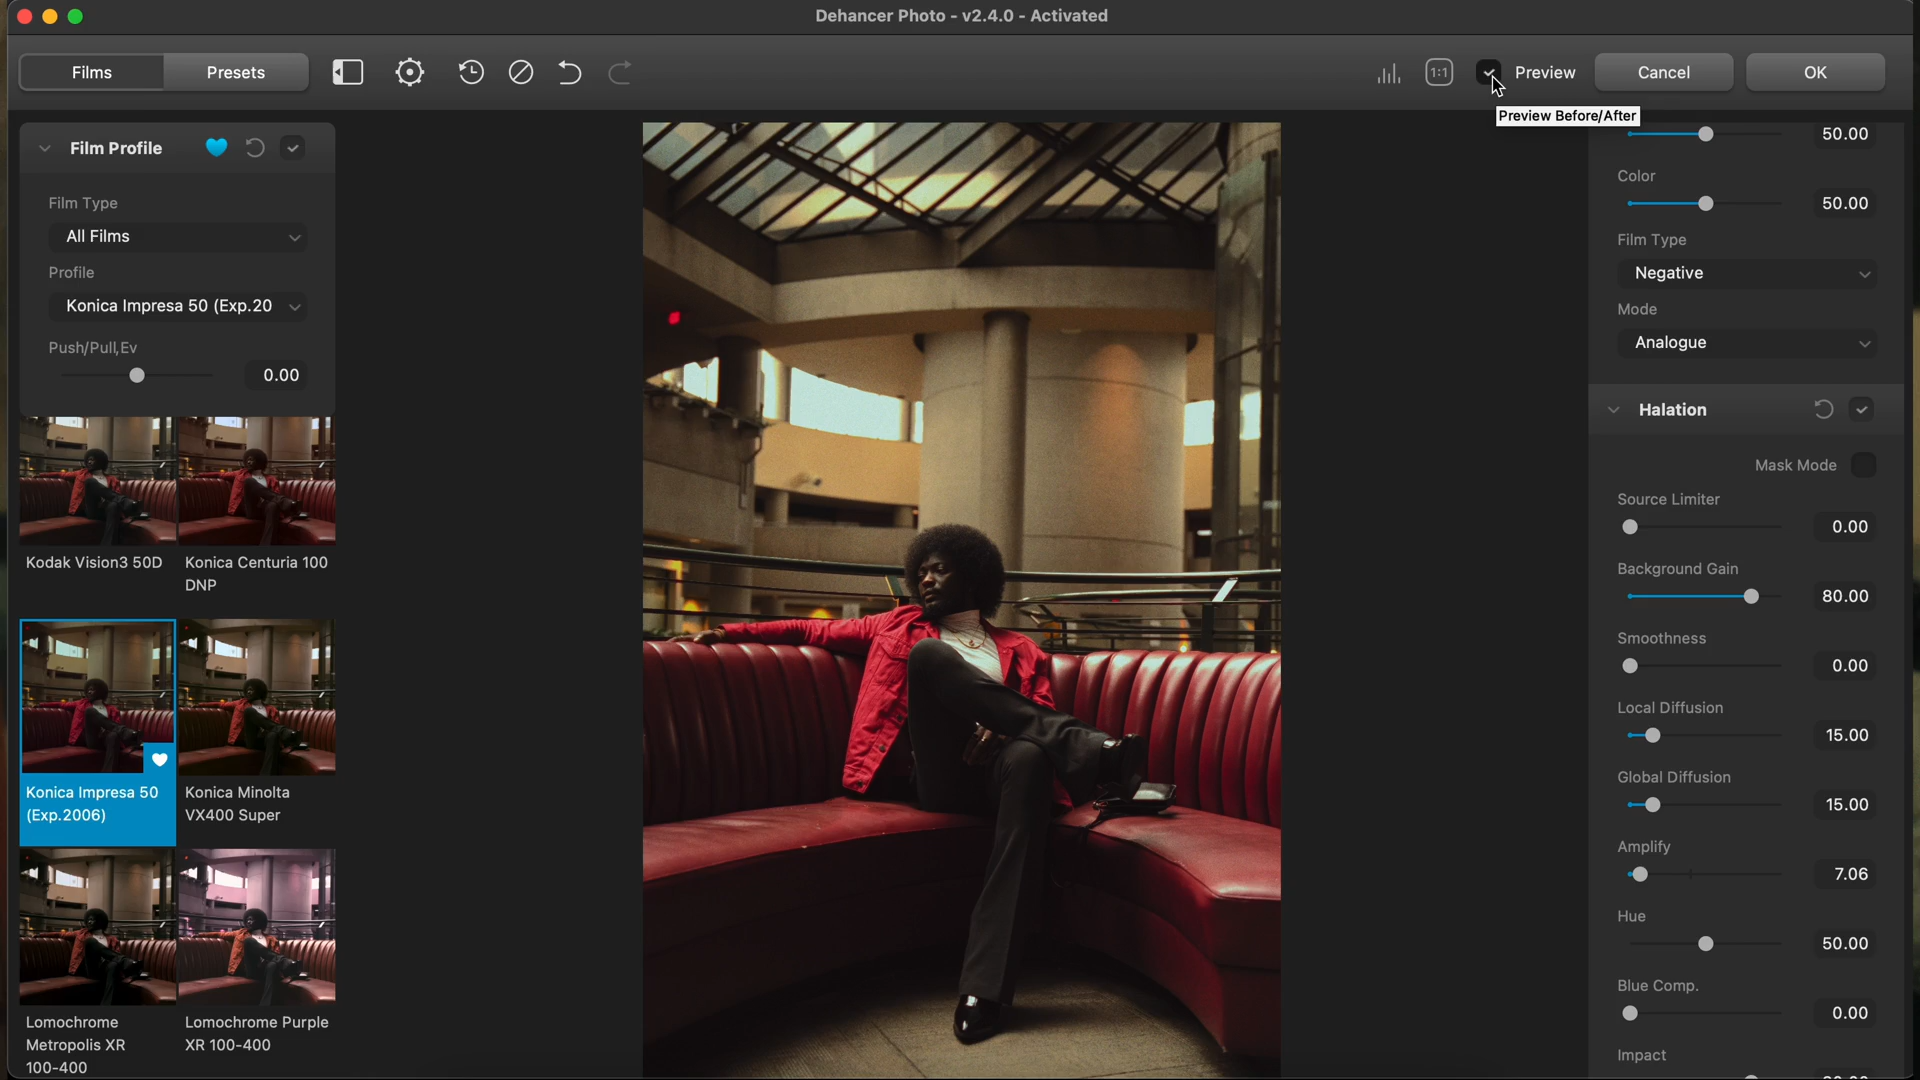 Dehancer Photo - v2.4.0 - Activated
Films
Presets
1:1
Preview
Cancel
OK
Preview Before/After
Film Profile
Film Type
All Films
Profile
Konica Impresa 50 (Exp.20
Push/Pull,Ev
0.00
Kodak Vision3 50D
Konica Centuria 100
DNP
Konica Impresa 50
(Exp.2006)
Konica Minolta
VX400 Super
Lomochrome
Metropolis XR
100-400
Lomochrome Purple
XR 100-400
50.00
Color
50.00
Film Type
Negative
Mode
Analogue
Halation
Mask Mode
Source Limiter
0.00
Background Gain
80.00
Smoothness
0.00
Local Diffusion
15.00
Global Diffusion
15.00
Amplify
7.06
Hue
50.00
Blue Comp.
0.00
Impact